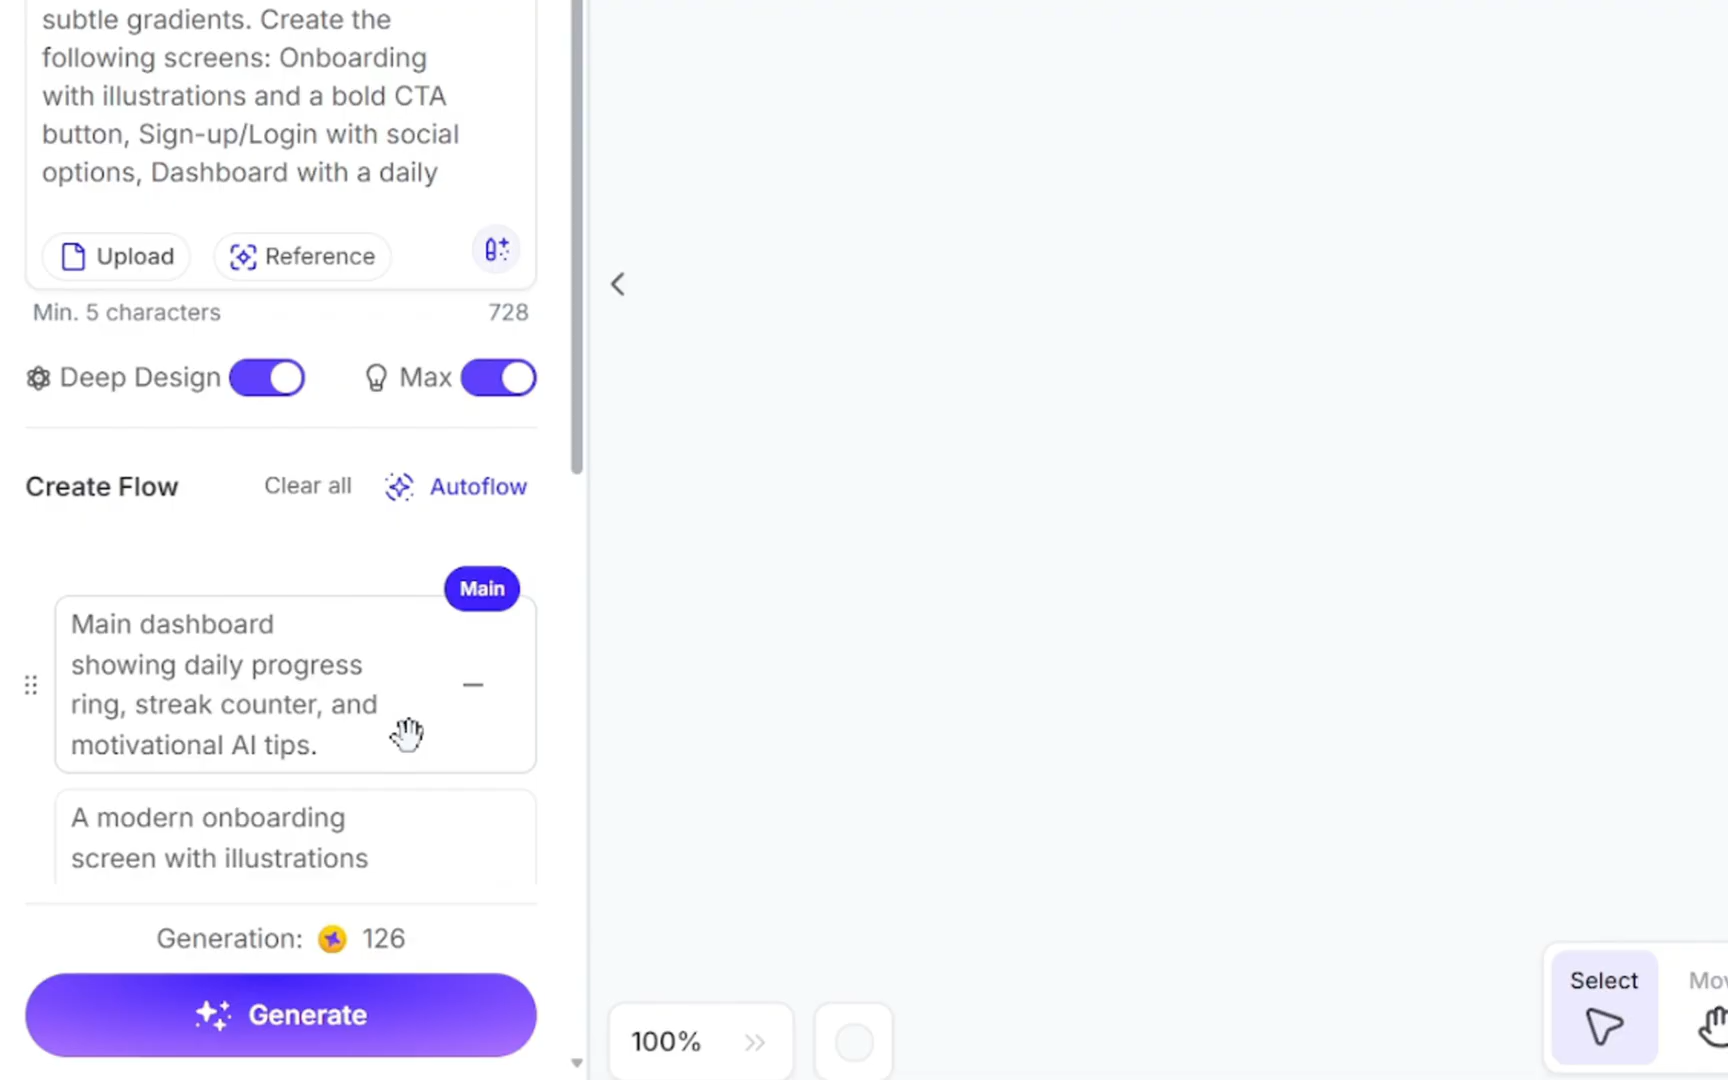 subtle gradients. Create the
following screens: Onboarding
with illustrations and a bold CTA
button, Sign-up/Login with social
options, Dashboard with a daily
Upload Reference
Min. 5 characters 728
Deep Design Max
Create Flow Clear all Autoflow
Main
Main dashboard
showing daily progress
ring, streak counter, and
motivational AI tips.
A modern onboarding
screen with illustrations
Generation: 126
Generate
100%
Select
Mov